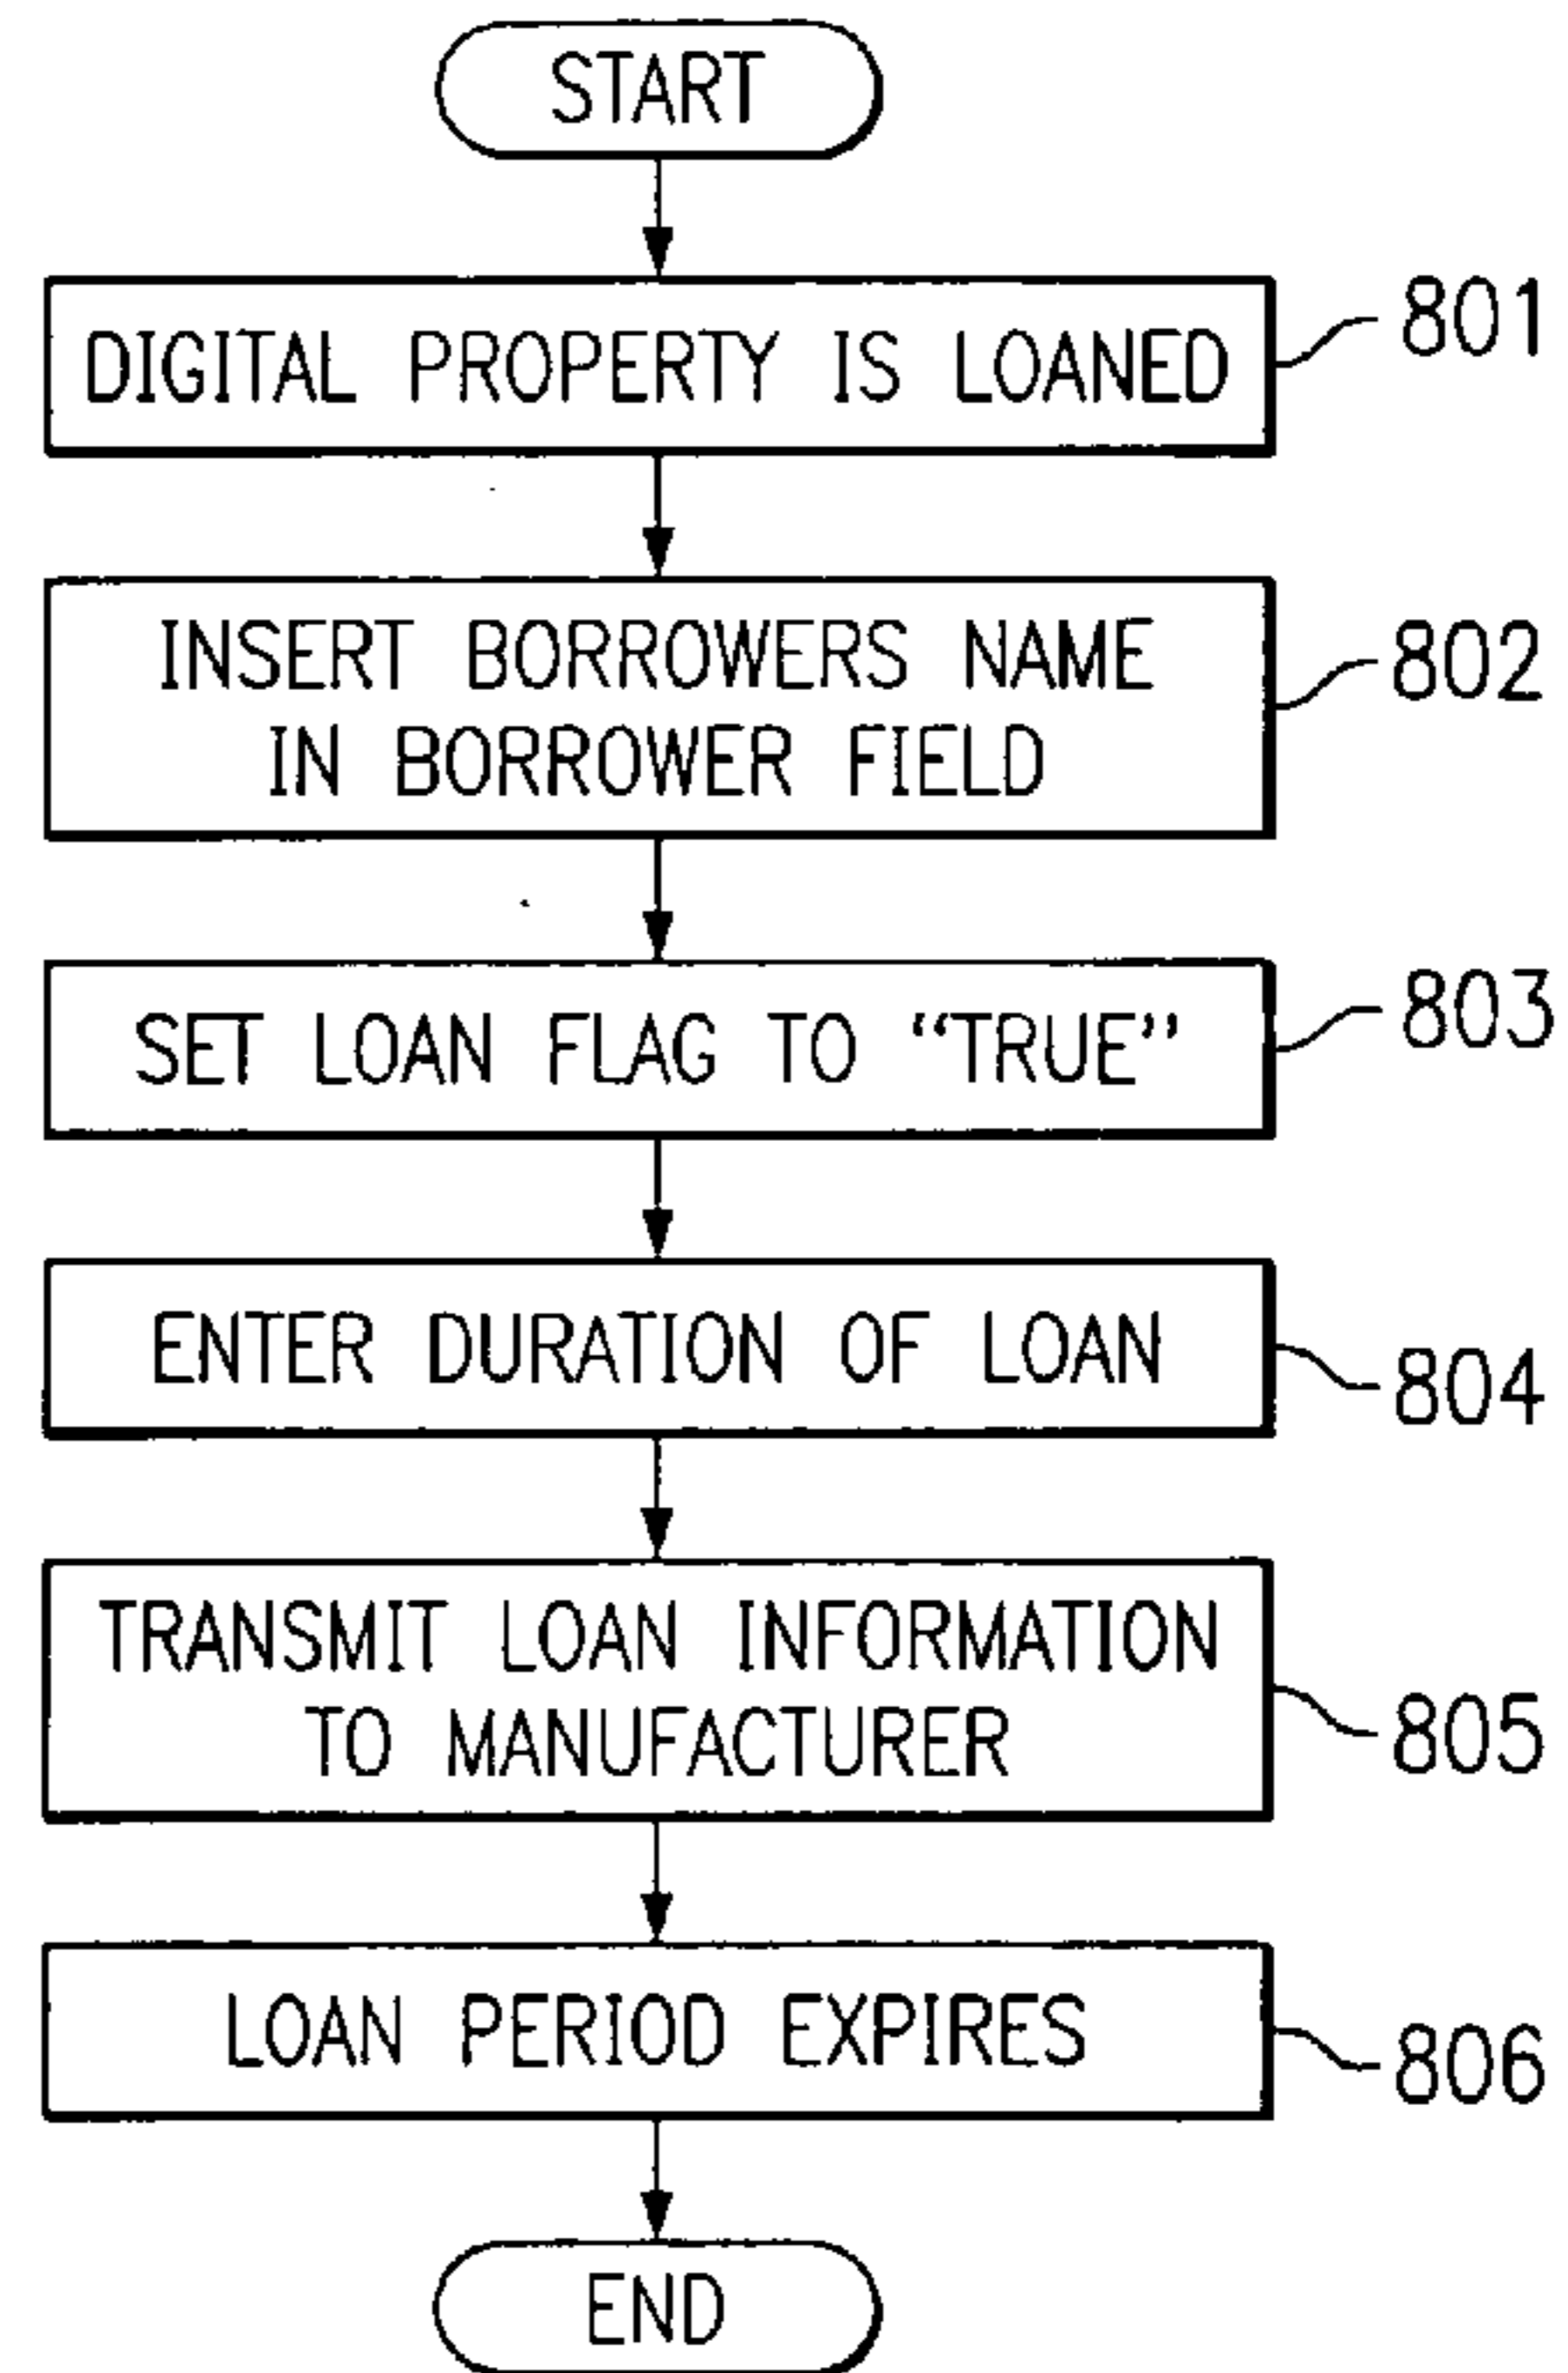 START
DIGITAL PROPERTY IS LOANED
801
INSERT BORROWERS NAME
IN BORROWER FIELD
802
SET LOAN FLAG TO “TRUE”
803
ENTER DURATION OF LOAN
804
TRANSMIT LOAN INFORMATION
TO MANUFACTURER
805
LOAN PERIOD EXPIRES
806
END